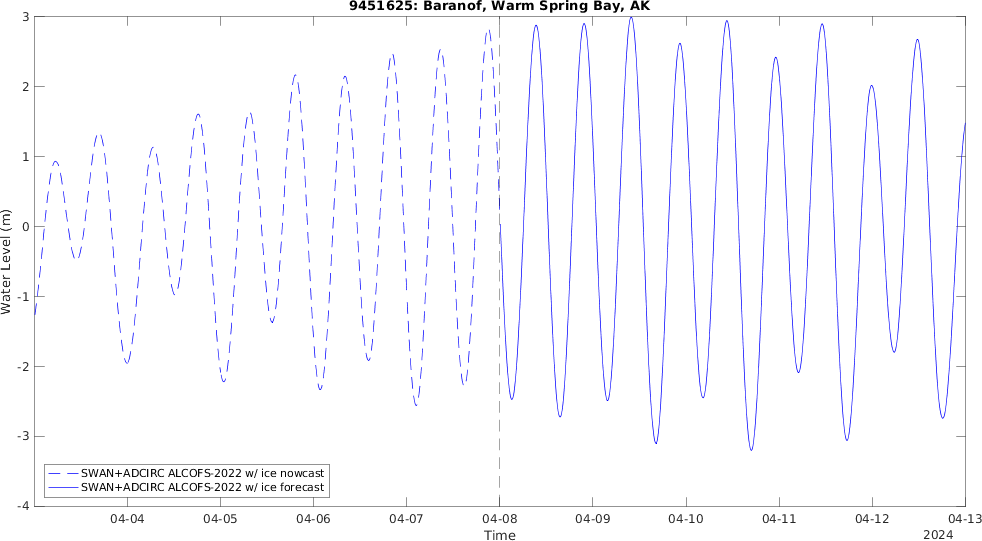 9451625: Baranof, Warm Spring Bay, AK
3
2
1
0
-1
-2
-3
-4
Water Level (m)
SWAN+ADCIRC ALCOFS-2022 w/ ice nowcast
SWAN+ADCIRC ALCOFS-2022 w/ ice forecast
04-04 04-05 04-06 04-07 04-08 04-09 04-10 04-11 04-12 04-13
Time
2024